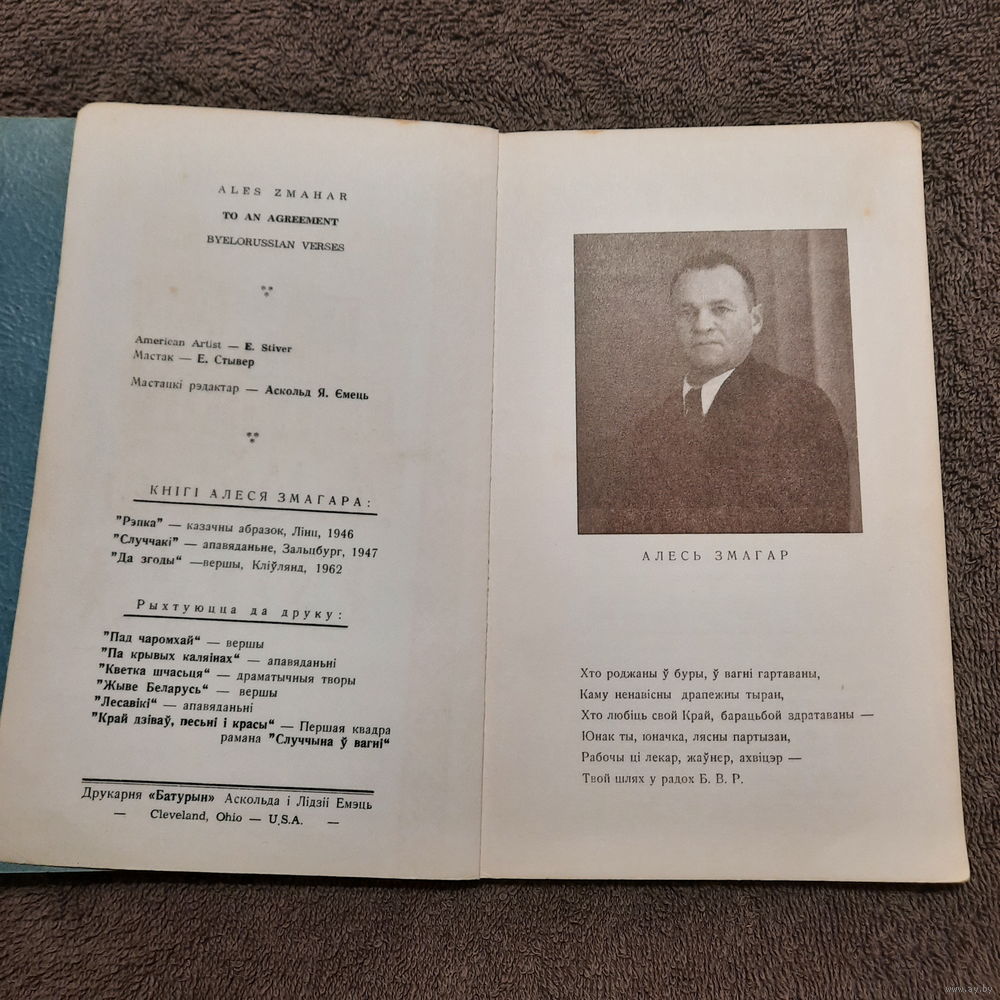 ALES ZMAHAR
TO AN AGREEMENT
BYELORUSSIAN VERSES
American Artist — E. Stiver
Мастак — Е. Стывер
Мастацкі рэдактар — Аскольд Я. Ємець
КНІГІ АЛЕСЯ ЗМАГАРА:
"Рэпка“ — казачны абразок, Лінц, 1946
"Случчакі“ — апавяданьне, Зальцбург, 1947
"Да згоды“ —вершы, Кліўлянд, 1962
Рыхтуюцца да друку:
"Пад чаромхай“ — вершы
"Па крывых каляінах“ — апавяданьні
"Кветка шчасьця“ — драматычныя творы
"Жыве Беларусь“ — вершы
"Лесавікі“ — апавяданьні
"Край дзіваў, песьні і красы“ — Першая квадра
рамана "Случчына ў вагні“
Друкарня «Батурын» Аскольда і Лідзіі Емэць
— Cleveland, Ohio — U.S.A. —
АЛЕСЬ ЗМАГАР
Хто роджаны ў буры, ў вагні гартаваны,
Каму ненавісны драпежны тыран,
Хто любіць свой Край, барацьбой здратаваны —
Юнак ты, юначка, лясны партызан,
Рабочы ці лекар, жаўнер, ахвіцэр —
Твой шлях у радох Б. В. Р.
www.ay.by